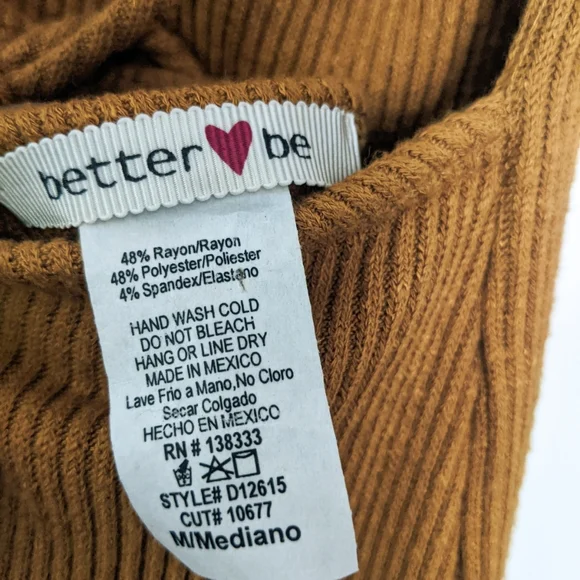 better be
48% Rayon/Rayon
48% Polyester/Poliester
4% Spandex/Elastano
HAND WASH COLD
DO NOT BLEACH
HANG OR LINE DRY
MADE IN MEXICO
Lave Frio a Mano,No Cloro
Secar Colgado
HECHO EN MEXICO
RN # 138333
STYLE# D12615
CUT# 10677
M/Mediano